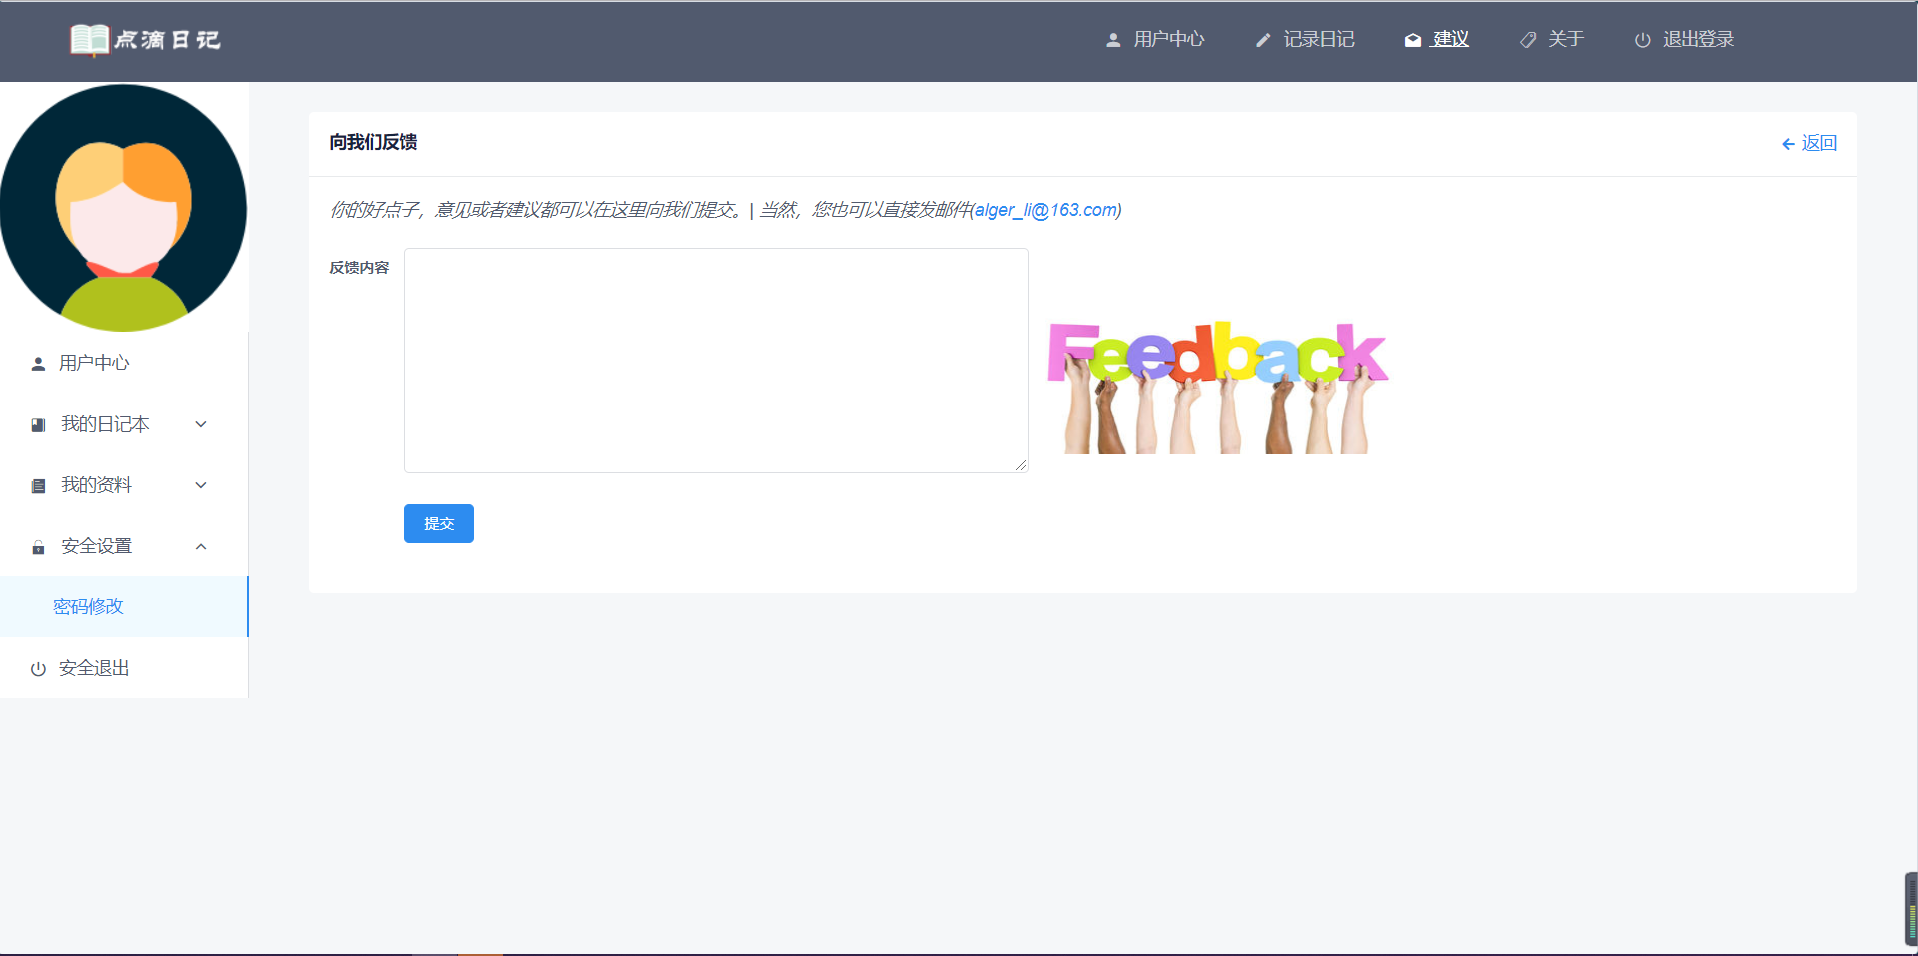 点滴日记
用户中心
记录日记
建议
关于
退出登录
用户中心
我的日记本
我的资料
安全设置
密码修改
安全退出
向我们反馈
返回
你的好点子，意见或者建议都可以在这里向我们提交。| 当然，您也可以直接发邮件(alger_li@163.com)
反馈内容
Feedback
提交